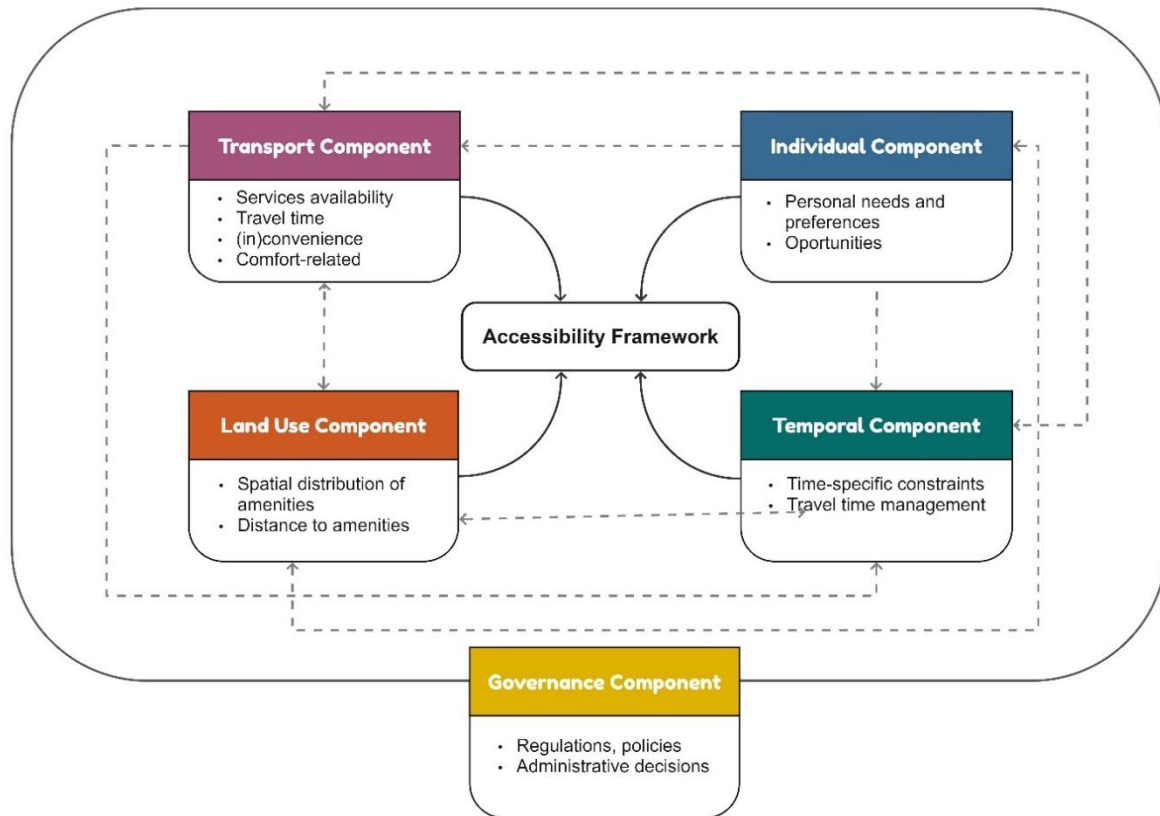 Transport Component
• Services availability
• Travel time
• (in)convenience
• Comfort-related
Individual Component
• Personal needs and
preferences
• Oportunities
Accessibility Framework
Land Use Component
• Spatial distribution of
amenities
• Distance to amenities
Temporal Component
• Time-specific constraints
• Travel time management
Governance Component
• Regulations, policies
• Administrative decisions